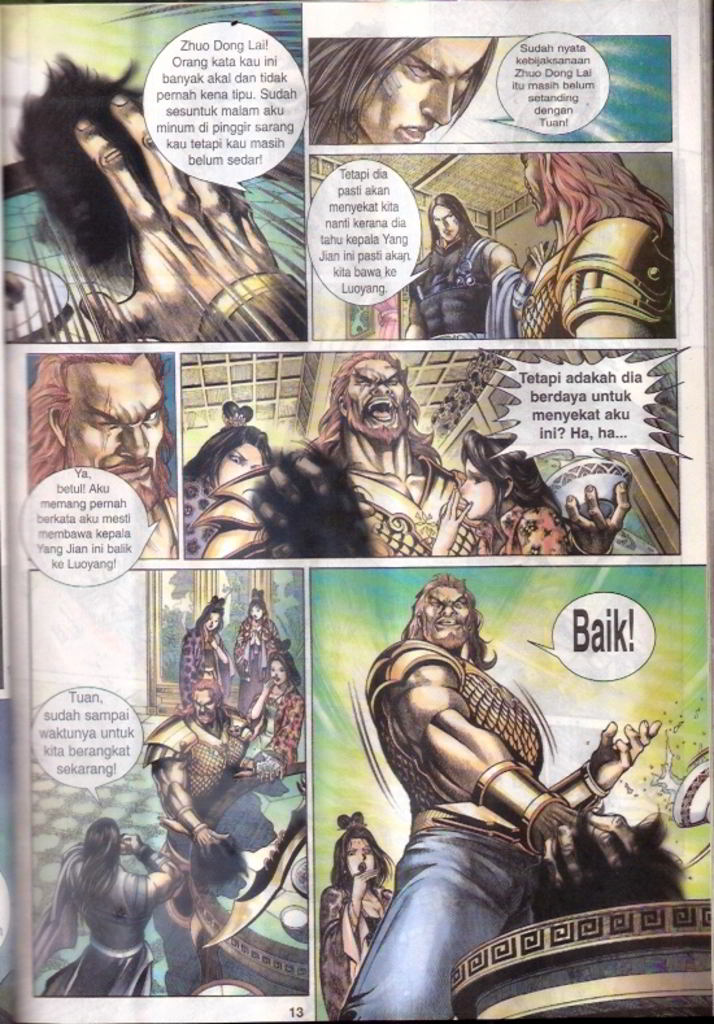 Zhuo Dong Lai!
Orang kata kau ini
banyak akal dan tidak
pernah kena tipu. Sudah
sesuntuk malam aku
minum di pinggir sarang
kau tetapi kau masih
belum sedar!
Sudah nyata
kebijaksanaan
Zhuo Dong Lai
itu masih belum
setanding
dengan
Tuan!
Tetapi dia
pasti akan
menyekat kita
nanti kerana dia
tahu kepala Yang
Jian ini pasti akan
kita bawa ke
Luoyang.
Ya,
betul! Aku
memang pernah
berkata aku mesti
membawa kepala
Yang Jian ini balik
ke Luoyang!
Tetapi adakah dia
berdaya untuk
menyekat aku
ini? Ha, ha...
Tuan,
sudah sampai
waktunya untuk
kita berangkat
sekarang!
Baik!
13